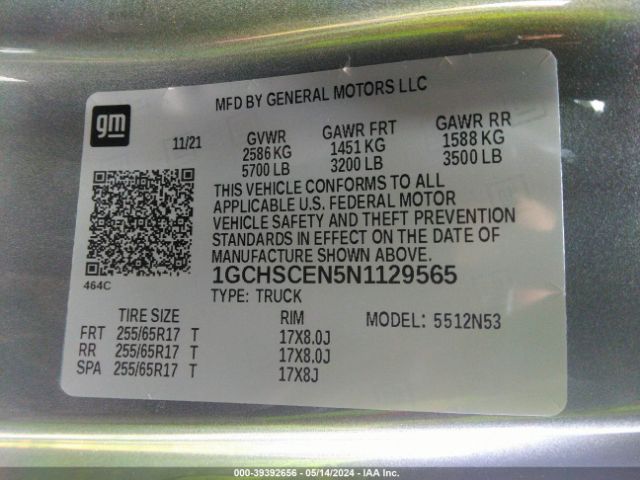 MFD BY GENERAL MOTORS LLC
gm
11/21
GVWR GAWR FRT GAWR RR
2586 KG 1451 KG 1588 KG
5700 LB 3200 LB 3500 LB
THIS VEHICLE CONFORMS TO ALL
APPLICABLE U.S. FEDERAL MOTOR
VEHICLE SAFETY AND THEFT PREVENTION
STANDARDS IN EFFECT ON THE DATE OF
MANUFACTURE SHOWN ABOVE.
464C
1GCHSCEN5N1129565
TYPE: TRUCK
TIRE SIZE RIM MODEL: 5512N53
FRT 255/65R17 T 17X8.0J
RR 255/65R17 T 17X8.0J
SPA 255/65R17 T 17X8J
000-39392656 - 05/14/2024 - IAA Inc.